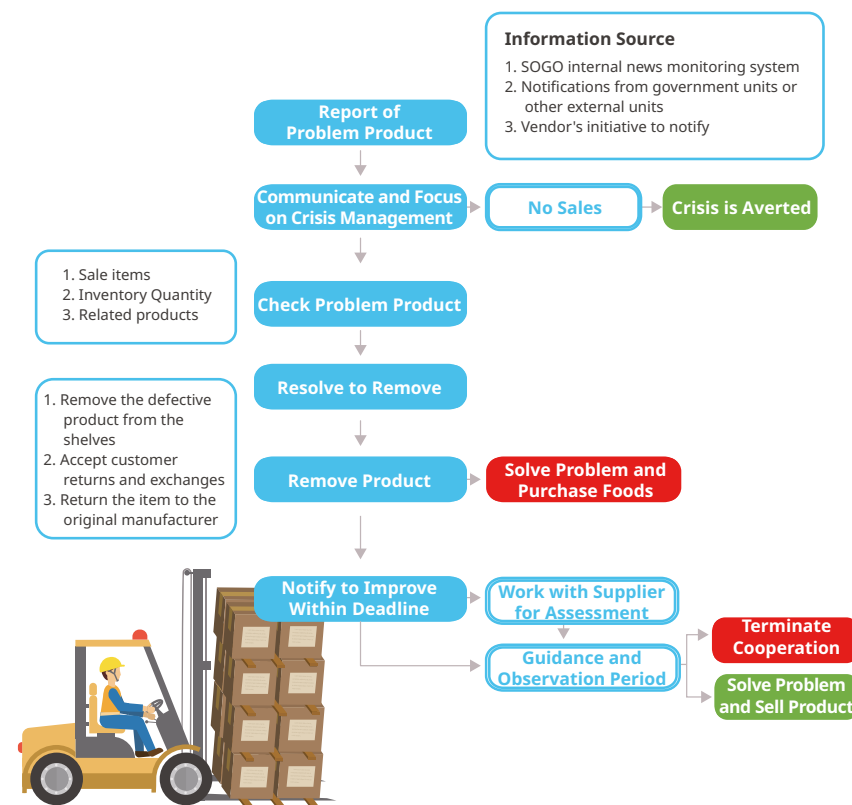 Information Source
1. SOGO internal news monitoring system
2. Notifications from government units or
other external units
3. Vendor's initiative to notify
Report of
Problem Product
Communicate and Focus
on Crisis Management
No Sales
Crisis is Averted
1. Sale items
2. Inventory Quantity
3. Related products
Check Problem Product
Resolve to Remove
1. Remove the defective
product from the
shelves
2. Accept customer
returns and exchanges
3. Return the item to the
original manufacturer
Remove Product
Solve Problem and
Purchase Foods
Notify to Improve
Within Deadline
Work with Supplier
for Assessment
Guidance and
Observation Period
Terminate
Cooperation
Solve Problem
and Sell Product